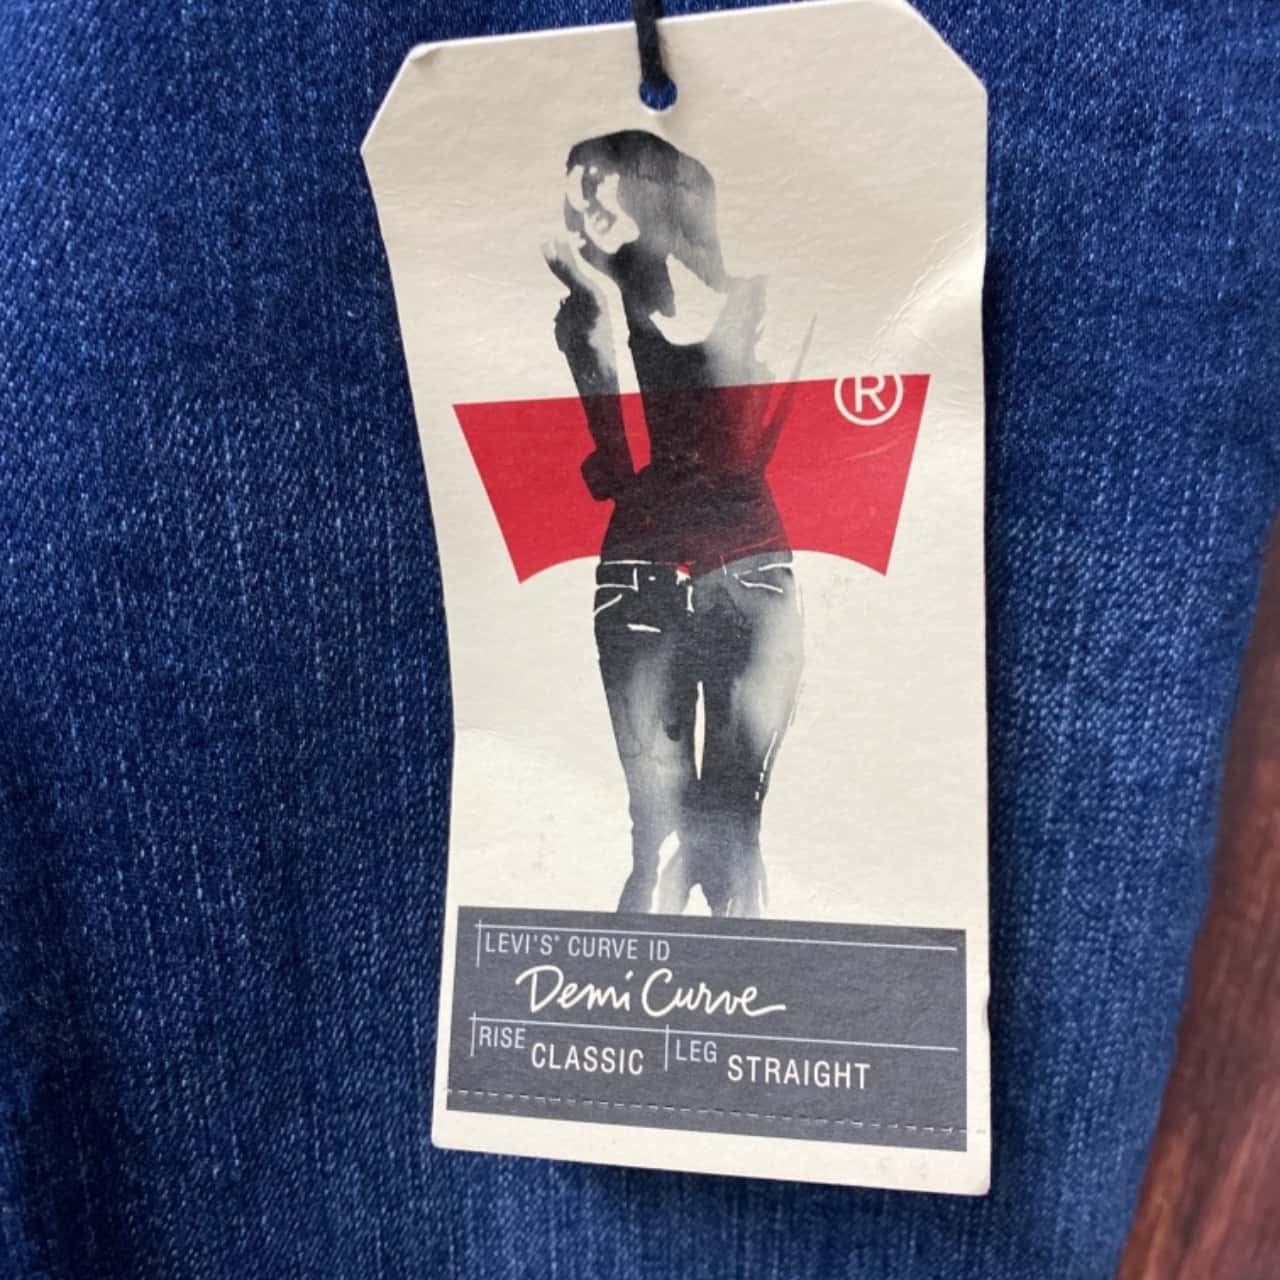 ®
LEVI'S® CURVE ID
Demi Curve
RISE CLASSIC LEG STRAIGHT